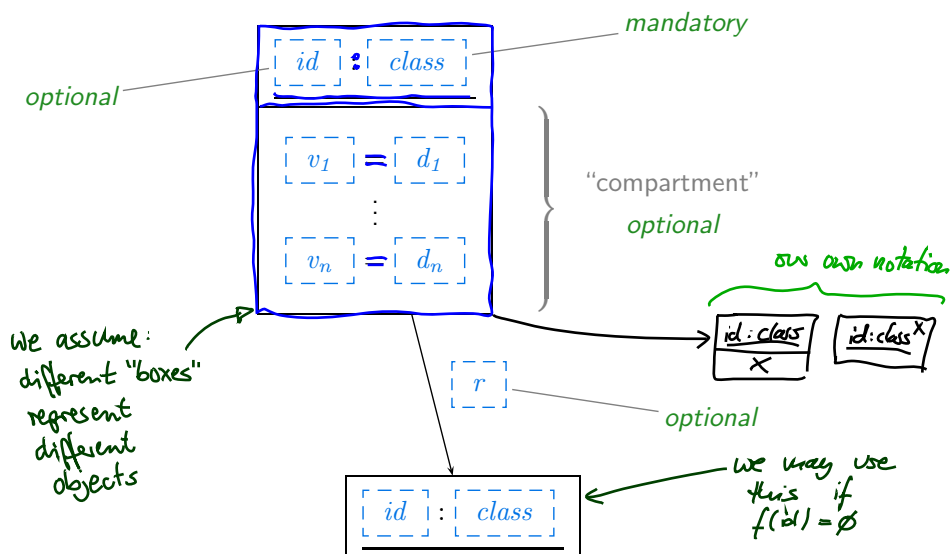 mandatory
id : class
optional
v1 = d1
"compartment"
⋮
optional
vn = dn
our own notation
we assume:
different "boxes"
represent
different
objects
id : class
X
id:class X
r
optional
we may use
this if
f(id) = ∅
id : class